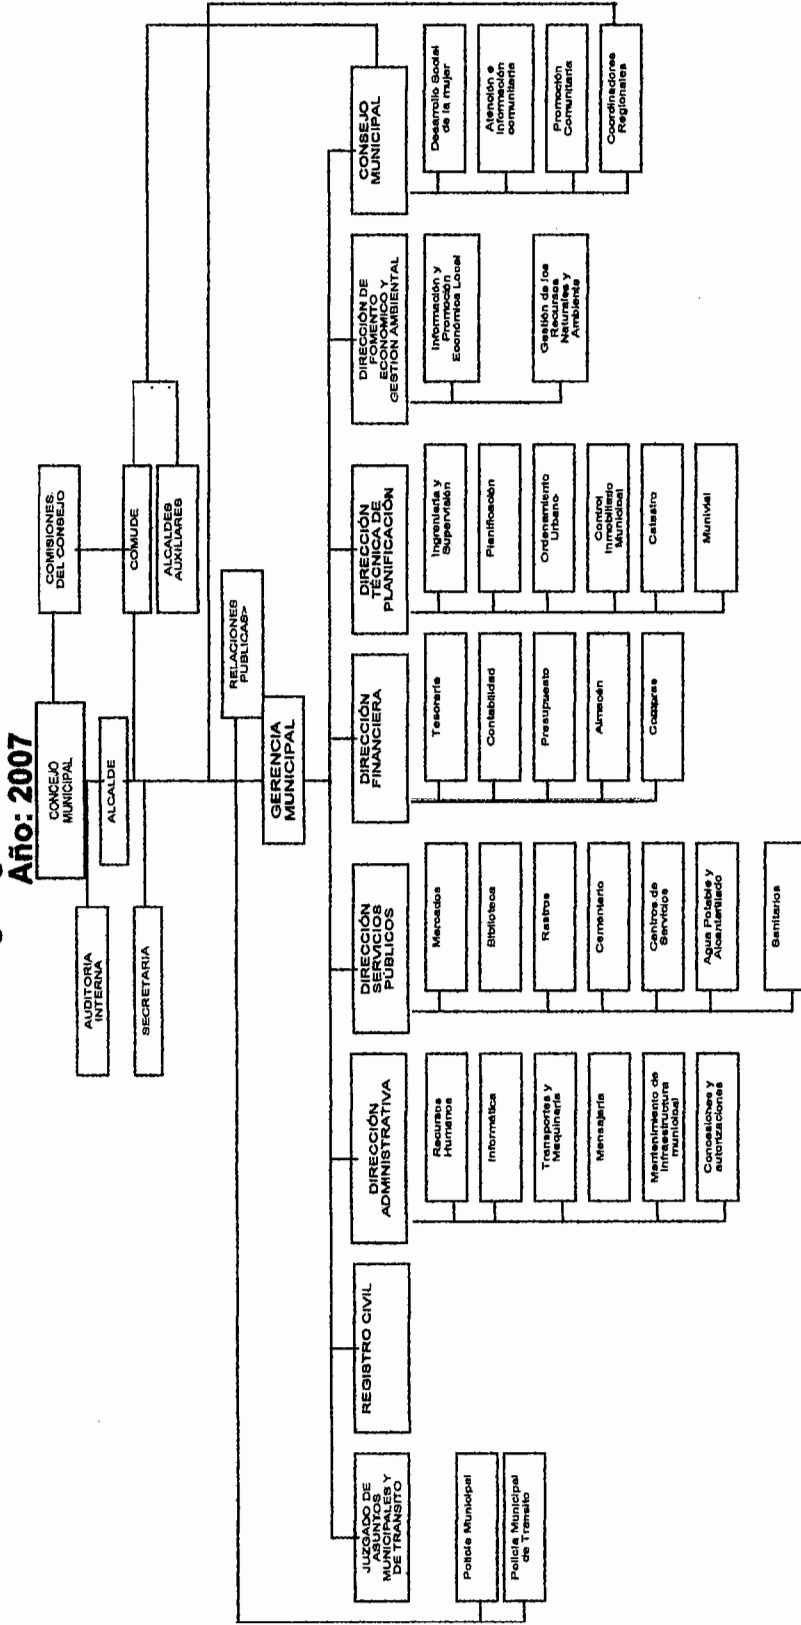 Año: 2007
CONCEJO
MUNICIPAL
COMISIONES
DEL CONSEJO
AUDITORIA
INTERNA
ALCALDE
COMUDE
SECRETARIA
ALCALDES
AUXILIARES
RELACIONES
PUBLICAS>
GERENCIA
MUNICIPAL
JUZGADO DE
ASUNTOS
MUNICIPALES Y
DE TRANSITO
Policía Municipal
Policía Municipal
de Transito
REGISTRO CIVIL
DIRECCIÓN
ADMINISTRATIVA
Recursos
Humanos
Informática
Transportes y
Maquinaria
Mensajería
Mantenimiento de
Infraestructura
municipal
Concesiones y
autorizaciones
DIRECCIÓN
SERVICIOS
PÚBLICOS
Mercados
Biblioteca
Rastros
Cementerio
Centros de
Servicios
Agua Potable y
Alcantarillado
Sanitarios
DIRECCIÓN
FINANCIERA
Tesorería
Contabilidad
Presupuesto
Almacén
Compras
DIRECCIÓN
TÉCNICA DE
PLANIFICACIÓN
Ingreniería y
Supervisión
Planificación
Ordenamiento
Urbano
Control
Inmobiliario
Municipal
Catastro
Munivial
DIRECCIÓN DE
FOMENTO
ECONOMICO Y
GESTION AMBIENTAL
Información y
Promoción
Económica Local
Gestión de los
Recursos
Naturales y
Ambiente
CONSEJO
MUNICIPAL
Desarrollo Social
de la mujer
Atención e
Información
comunitaria
Promoción
Comunitaria
Coordinadores
Regionales